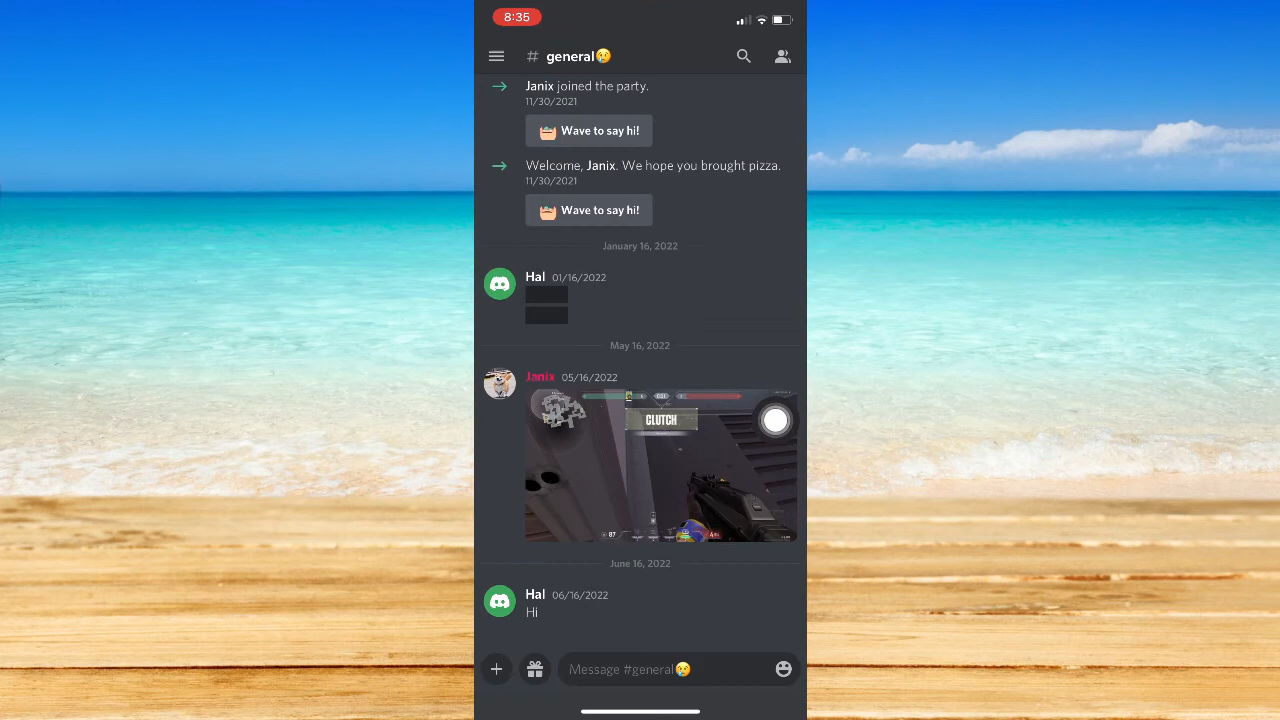 8:35
# general😢
Janix joined the party.
11/30/2021
Wave to say hi!
Welcome, Janix. We hope you brought pizza.
11/30/2021
Wave to say hi!
January 16, 2022
Hal 01/16/2022
May 16, 2022
Janix 05/16/2022
CLUTCH
87
June 16, 2022
Hal 06/16/2022
Hi
Message #general😢